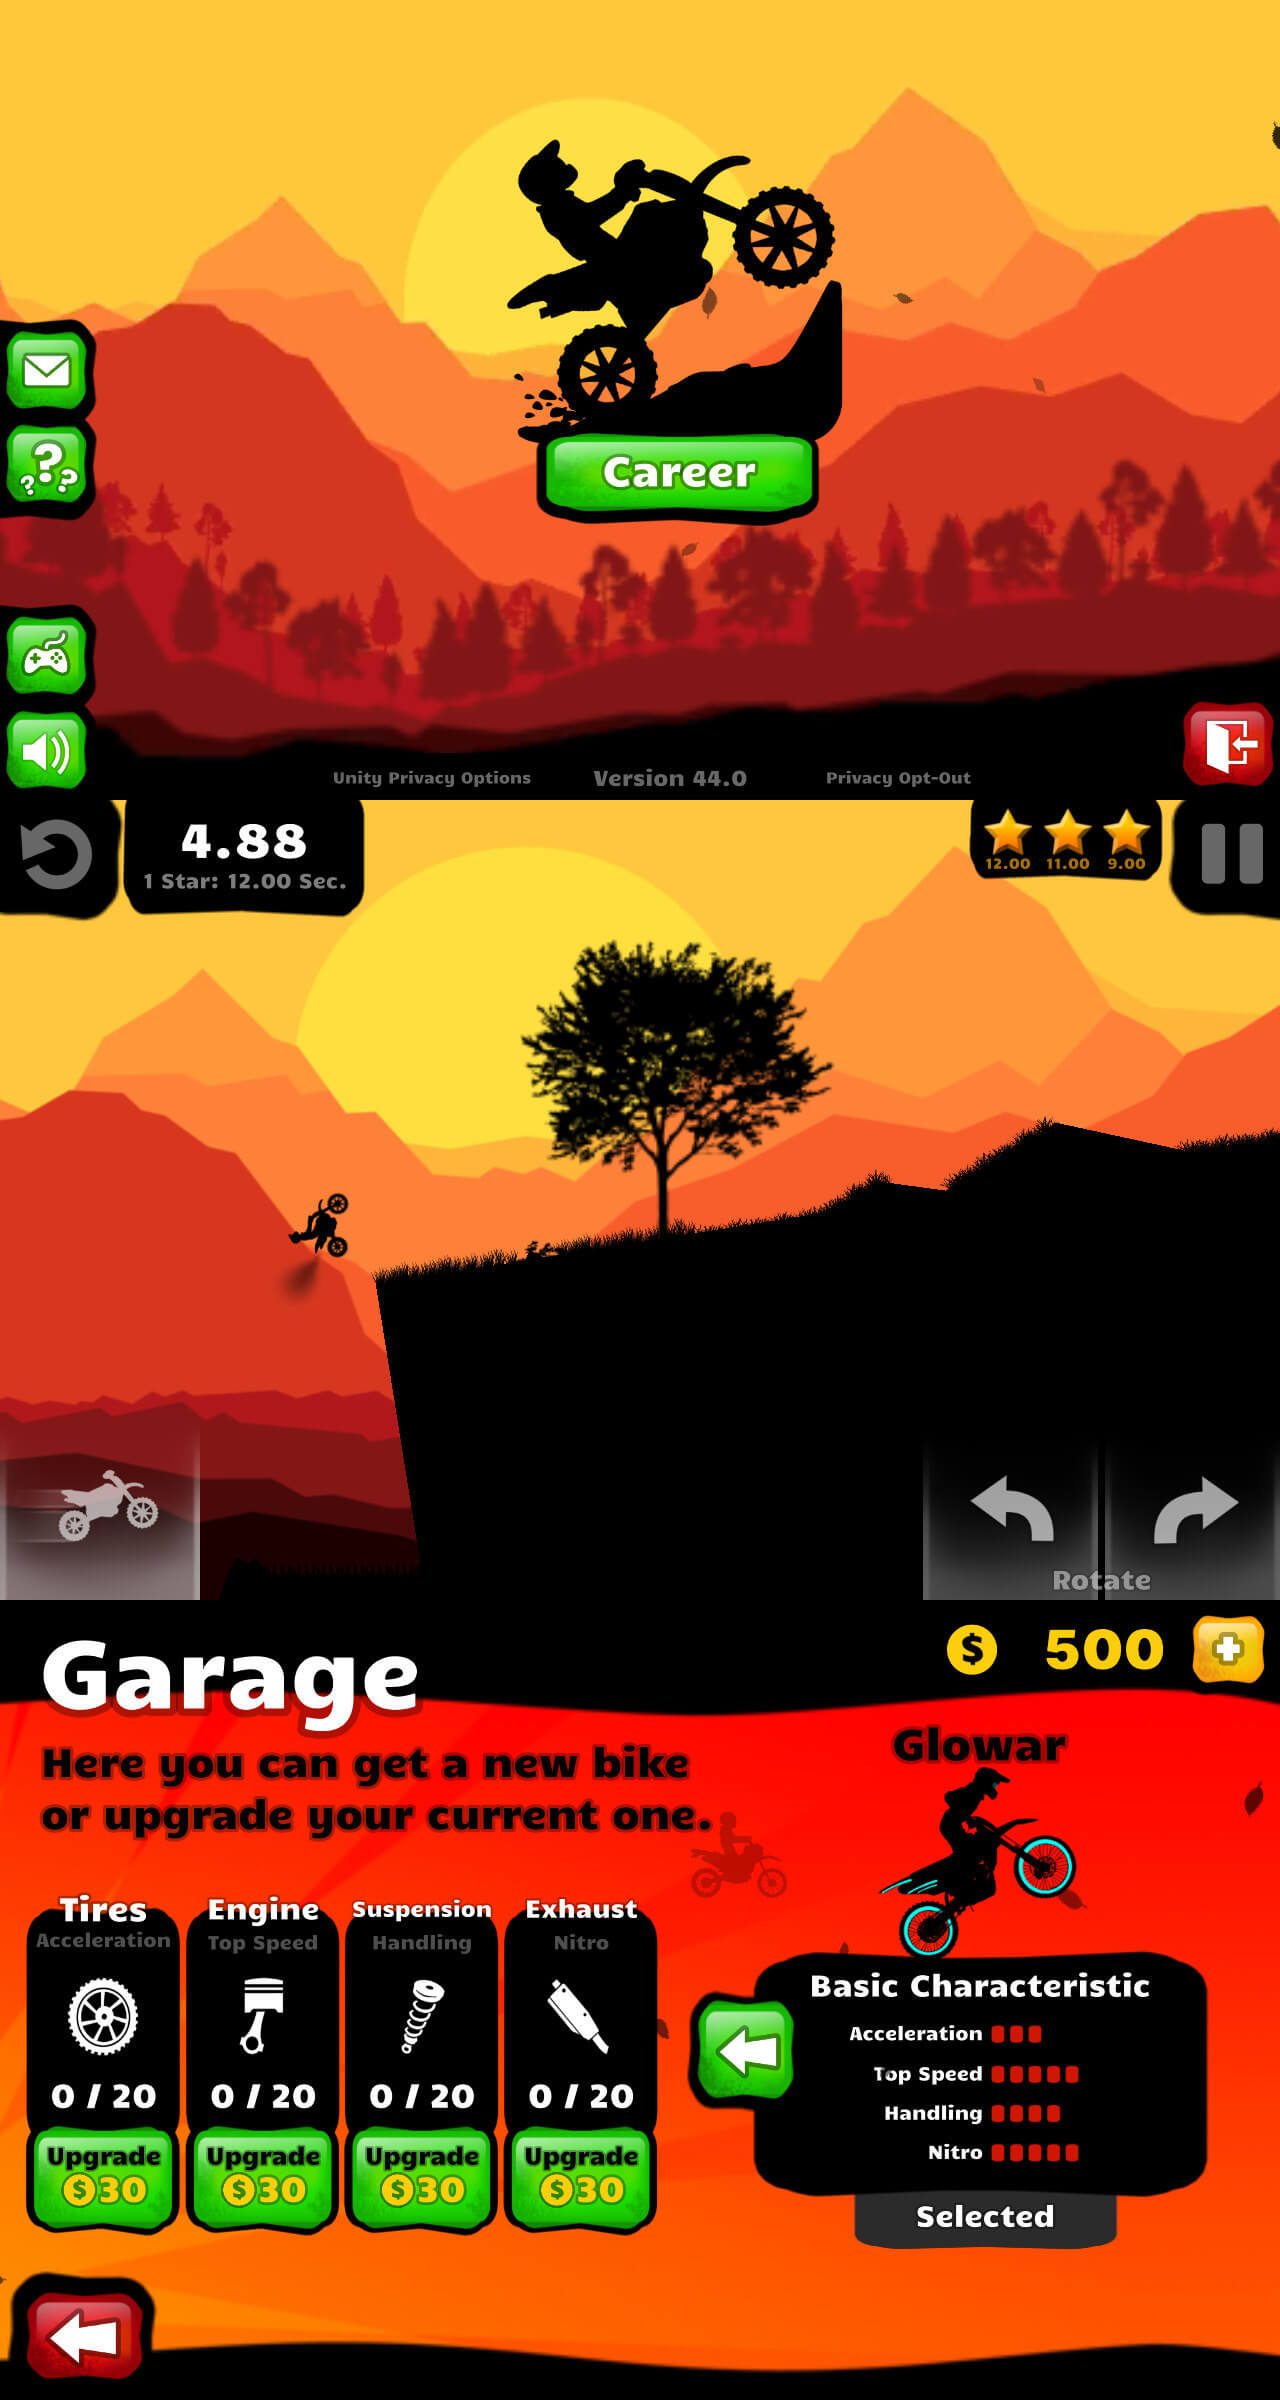 Career
Unity Privacy Options
Version 44.0
Privacy Opt-Out
4.88
1 Star: 12.00 Sec.
12.00 11.00 9.00
Rotate
Garage
$ 500
Here you can get a new bike
or upgrade your current one.
Glowar
Tires Engine Suspension Exhaust
Acceleration Top Speed Handling Nitro
0 / 20 0 / 20 0 / 20 0 / 20
Upgrade Upgrade Upgrade Upgrade
$30 $30 $30 $30
Basic Characteristic
Acceleration
Top Speed
Handling
Nitro
Selected